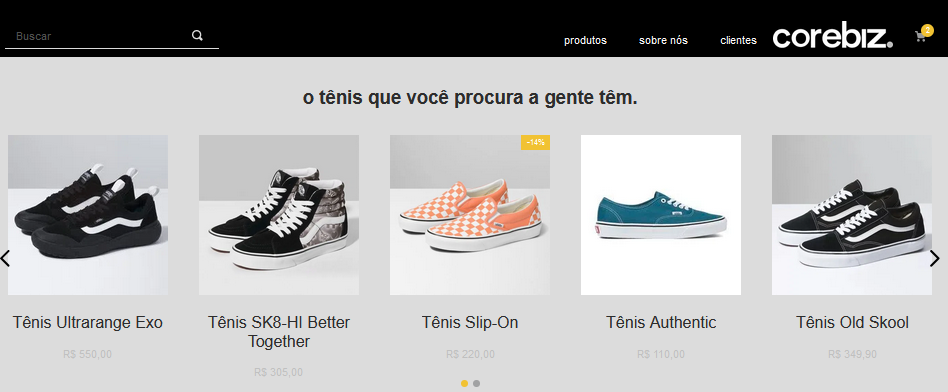 Buscar
produtos
sobre nós
clientes
corebiz.
2
o tênis que você procura a gente têm.
-14%
Tênis Ultrarange Exo
R$ 550,00
Tênis SK8-HI Better
Together
R$ 305,00
Tênis Slip-On
R$ 220,00
Tênis Authentic
R$ 110,00
Tênis Old Skool
R$ 349,90